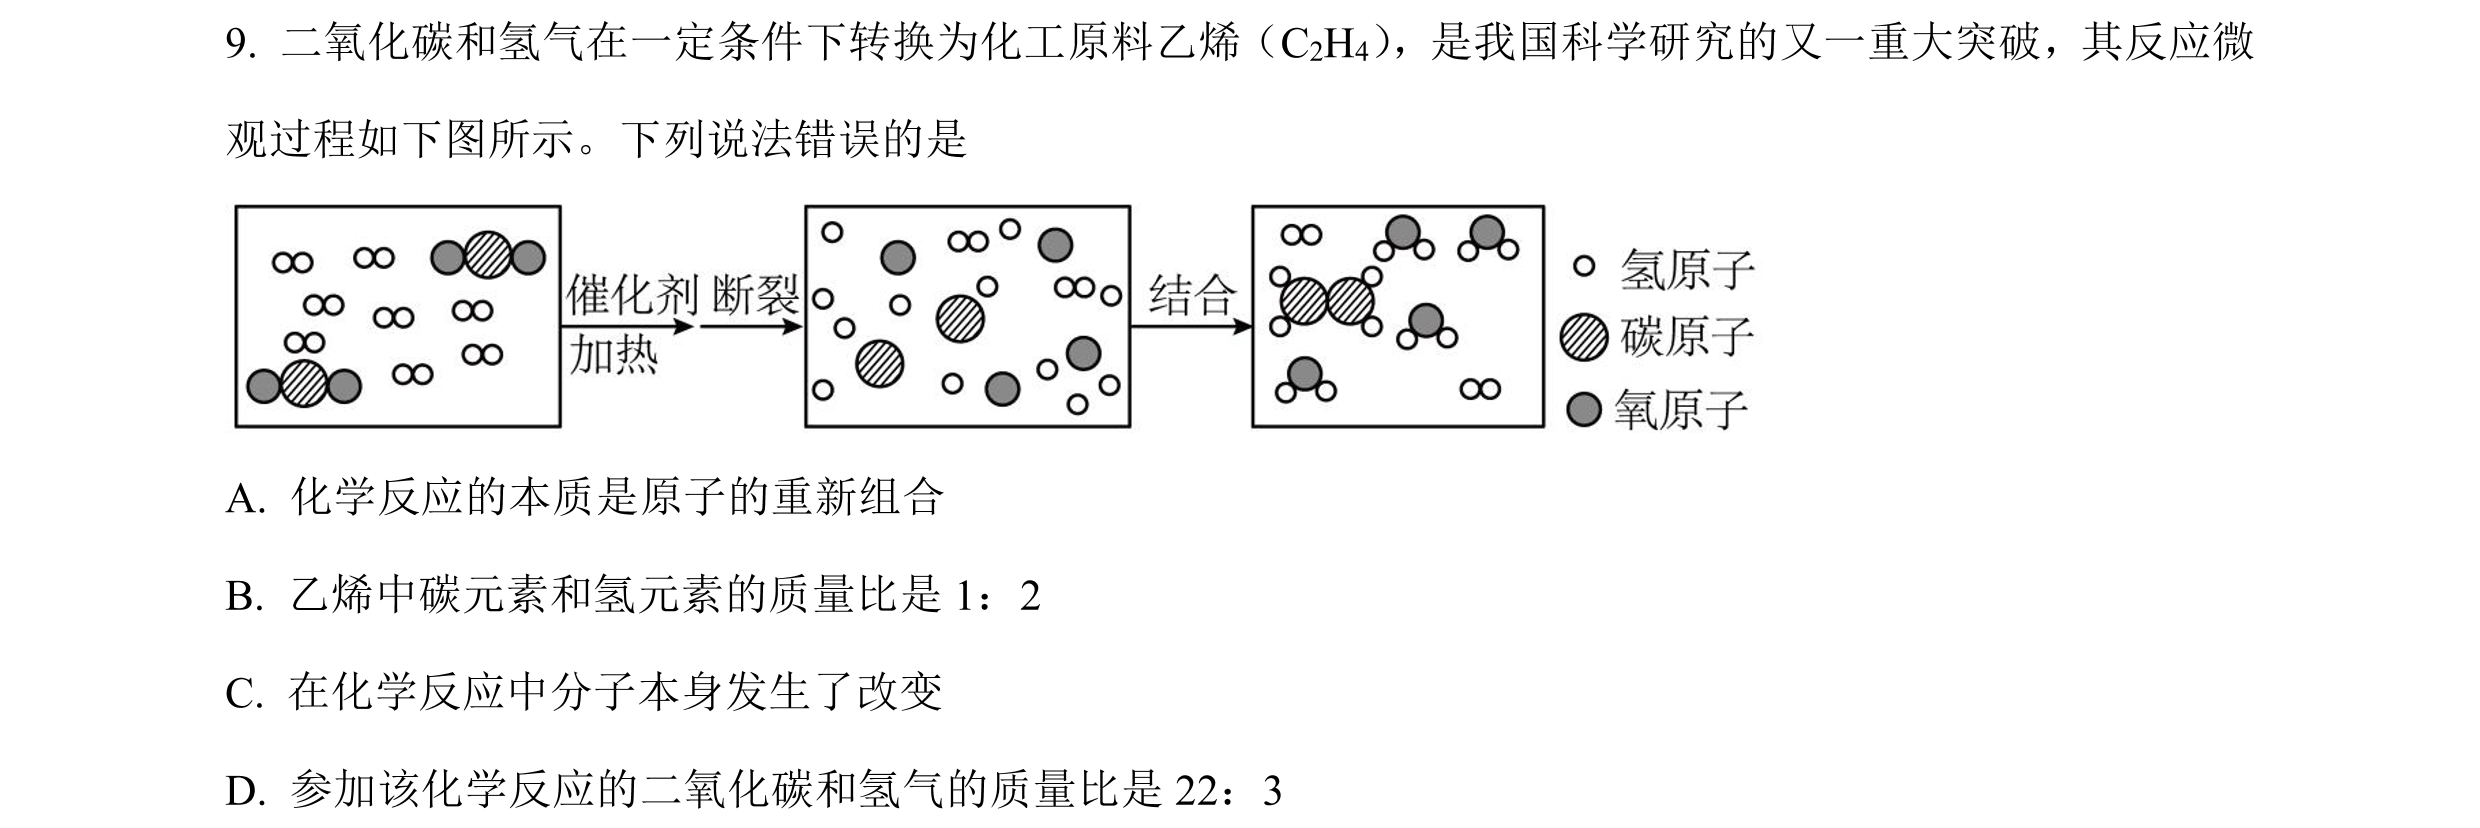 9. 二氧化碳和氢气在一定条件下转换为化工原料乙烯（C₂H₄），是我国科学研究的又一重大突破，其反应微
观过程如下图所示。下列说法错误的是
催化剂 断裂
加热
结合
氢原子
碳原子
氧原子
A. 化学反应的本质是原子的重新组合
B. 乙烯中碳元素和氢元素的质量比是 1：2
C. 在化学反应中分子本身发生了改变
D. 参加该化学反应的二氧化碳和氢气的质量比是 22：3